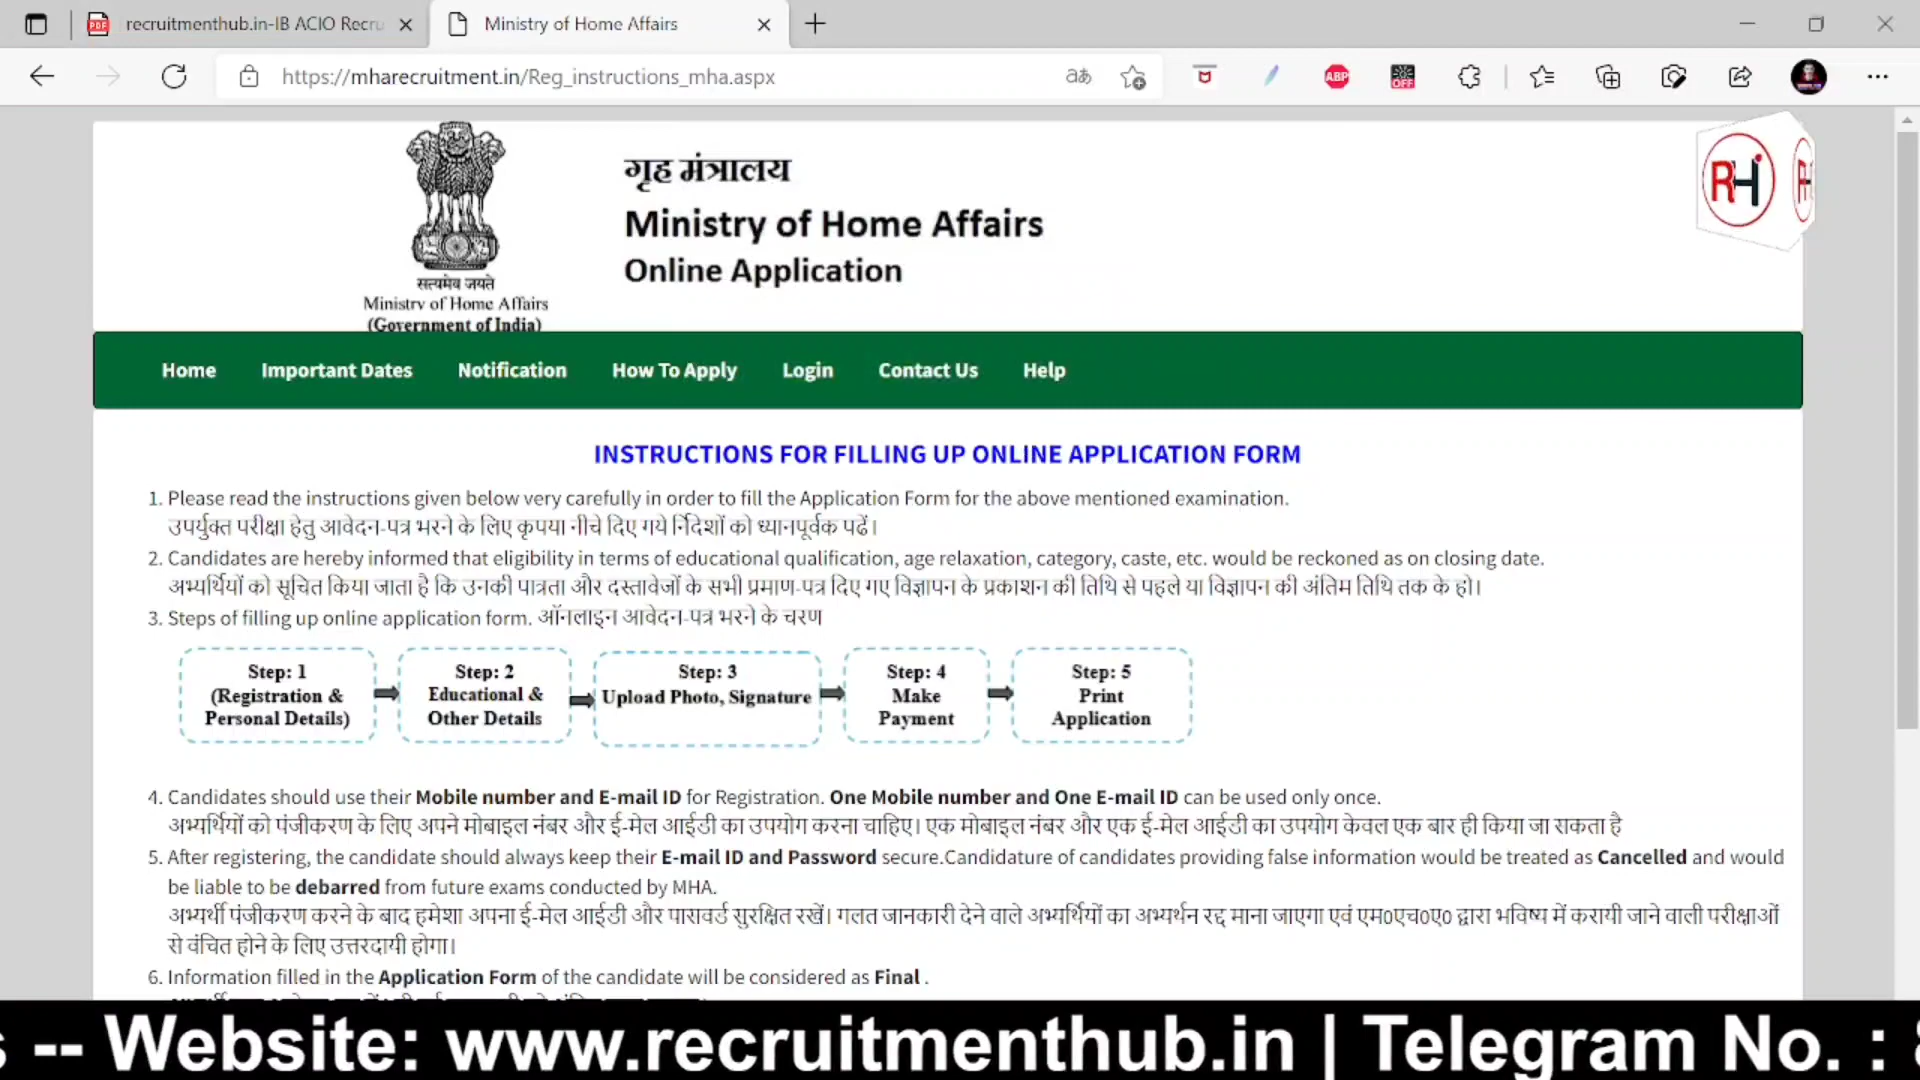 recruitmenthub.in-IB ACIO Recru
Ministry of Home Affairs
https://mharecruitment.in/Reg_instructions_mha.aspx
aあ
ABP
OFF
सत्यमेव जयते
Ministry of Home Affairs
(Government of India)
गृह मंत्रालय
Ministry of Home Affairs
Online Application
RH
Home Important Dates Notification How To Apply Login Contact Us Help
INSTRUCTIONS FOR FILLING UP ONLINE APPLICATION FORM
1. Please read the instructions given below very carefully in order to fill the Application Form for the above mentioned examination.
उपर्युक्त परीक्षा हेतु आवेदन-पत्र भरने के लिए कृपया नीचे दिए गये र्निदेशों को ध्यानपूर्वक पढें।
2. Candidates are hereby informed that eligibility in terms of educational qualification, age relaxation, category, caste, etc. would be reckoned as on closing date.
अभ्यर्थियों को सूचित किया जाता है कि उनकी पात्रता और दस्तावेजों के सभी प्रमाण-पत्र दिए गए विज्ञापन के प्रकाशन की तिथि से पहले या विज्ञापन की अंतिम तिथि तक के हो।
3. Steps of filling up online application form. ऑनलाइन आवेदन-पत्र भरने के चरण
Step: 1
(Registration &
Personal Details)
Step: 2
Educational &
Other Details
Step: 3
Upload Photo, Signature
Step: 4
Make
Payment
Step: 5
Print
Application
4. Candidates should use their Mobile number and E-mail ID for Registration. One Mobile number and One E-mail ID can be used only once.
अभ्यर्थियों को पंजीकरण के लिए अपने मोबाइल नंबर और ई-मेल आईडी का उपयोग करना चाहिए। एक मोबाइल नंबर और एक ई-मेल आईडी का उपयोग केवल एक बार ही किया जा सकता है
5. After registering, the candidate should always keep their E-mail ID and Password secure.Candidature of candidates providing false information would be treated as Cancelled and would
be liable to be debarred from future exams conducted by MHA.
अभ्यर्थी पंजीकरण करने के बाद हमेशा अपना ई-मेल आईडी और पासवर्ड सुरक्षित रखें। गलत जानकारी देने वाले अभ्यर्थियों का अभ्यर्थन रद्द माना जाएगा एवं एम0एच0ए0 द्वारा भविष्य में करायी जाने वाली परीक्षाओं
से वंचित होने के लिए उत्तरदायी होगा।
6. Information filled in the Application Form of the candidate will be considered as Final .
-- Website: www.recruitmenthub.in | Telegram No. :